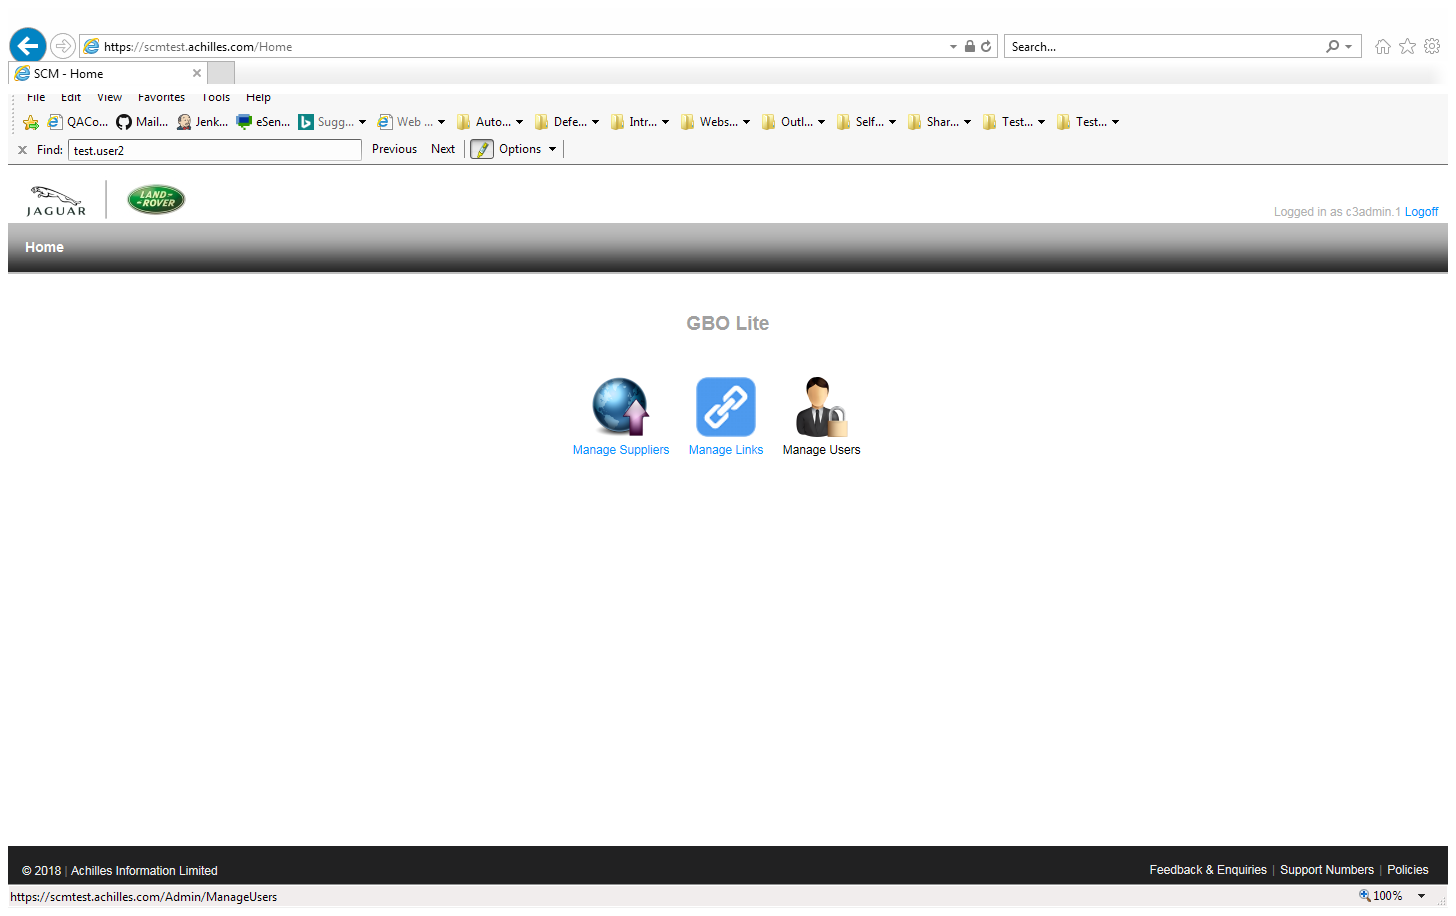 https://scmtest.achilles.com/Home Search...
SCM - Home
File Edit View Favorites Tools Help
QACo... Mail... Jenk... eSen... Sugg... Web ... Auto... Defe... Intr... Webs... Outl... Self... Shar... Test... Test...
Find: test.user2 Previous Next Options
JAGUAR LAND-ROVER
Logged in as c3admin.1 Logoff
Home
GBO Lite
Manage Suppliers Manage Links Manage Users
© 2018 | Achilles Information Limited Feedback & Enquiries | Support Numbers | Policies
https://scmtest.achilles.com/Admin/ManageUsers 100%